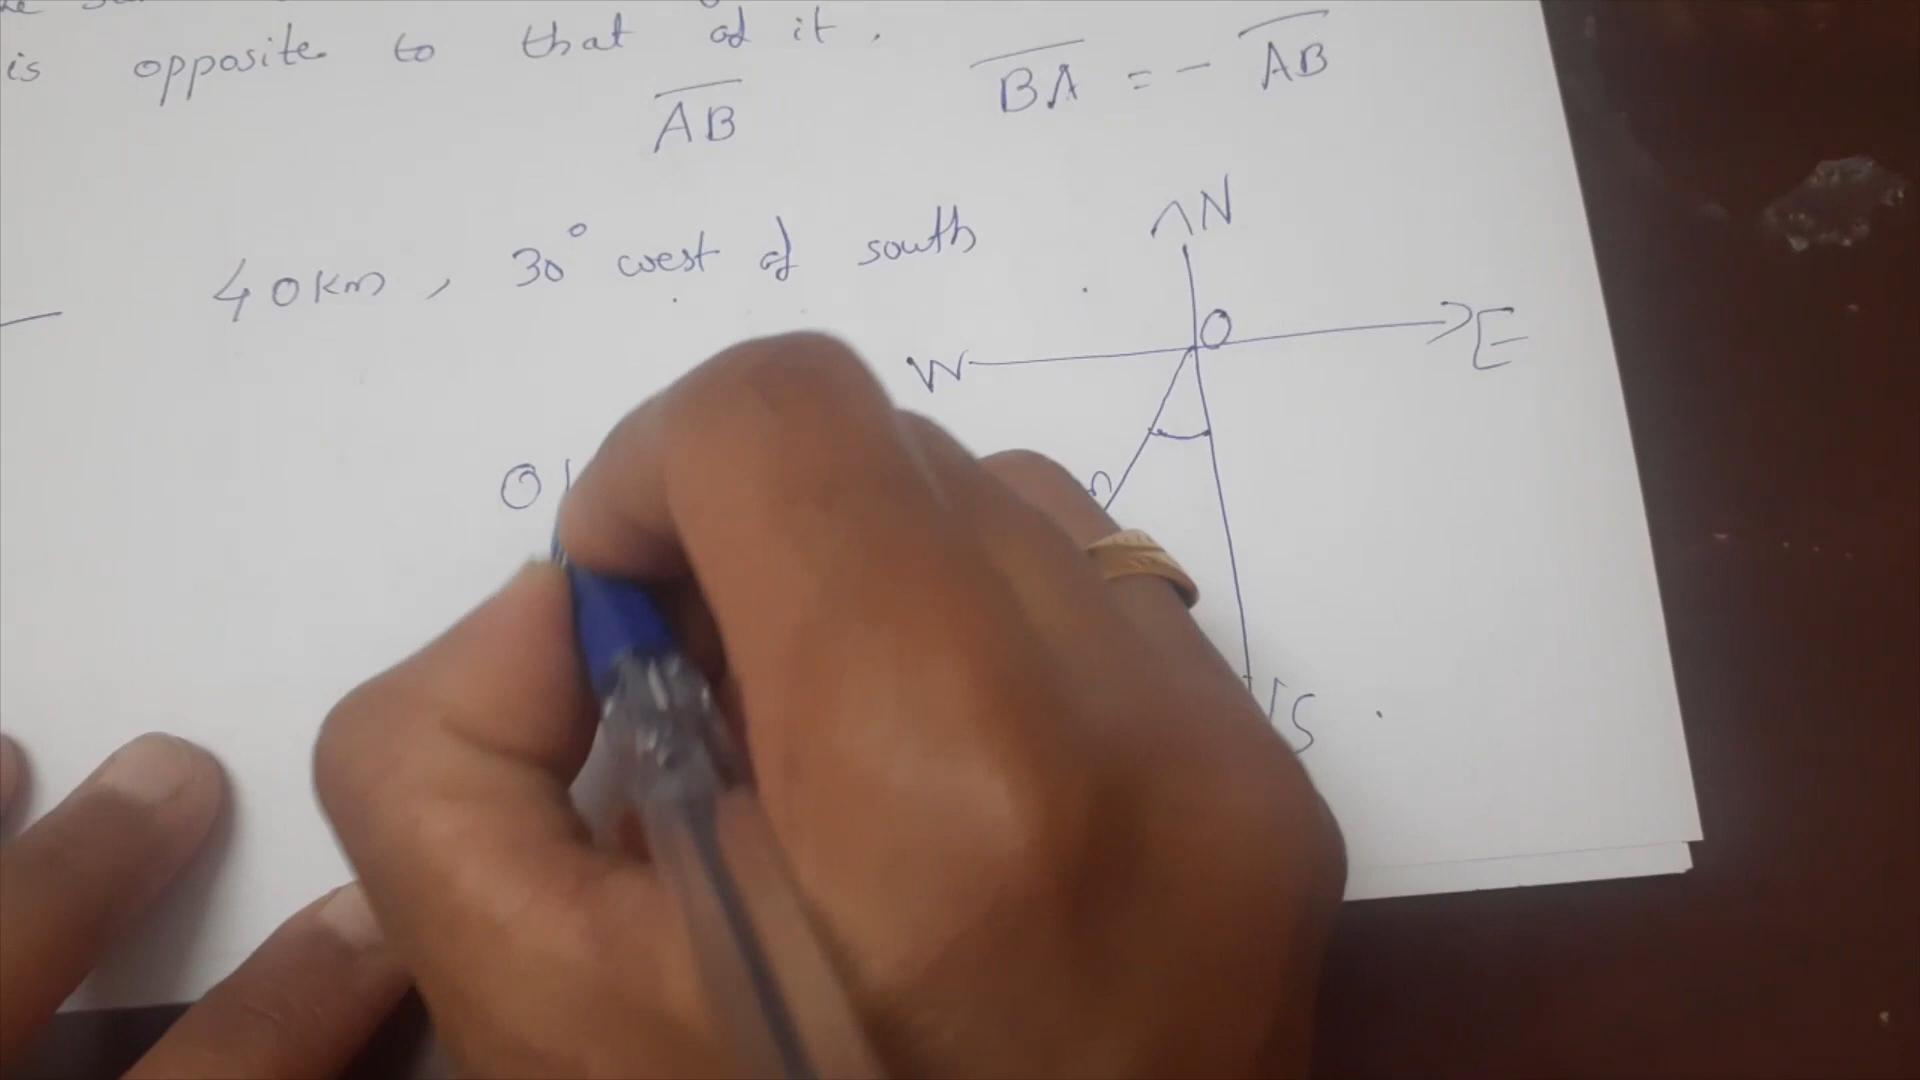 is opposite to that of it.
AB
BA = - AB
40km, 30° west of south
N
O
W
E
O
S